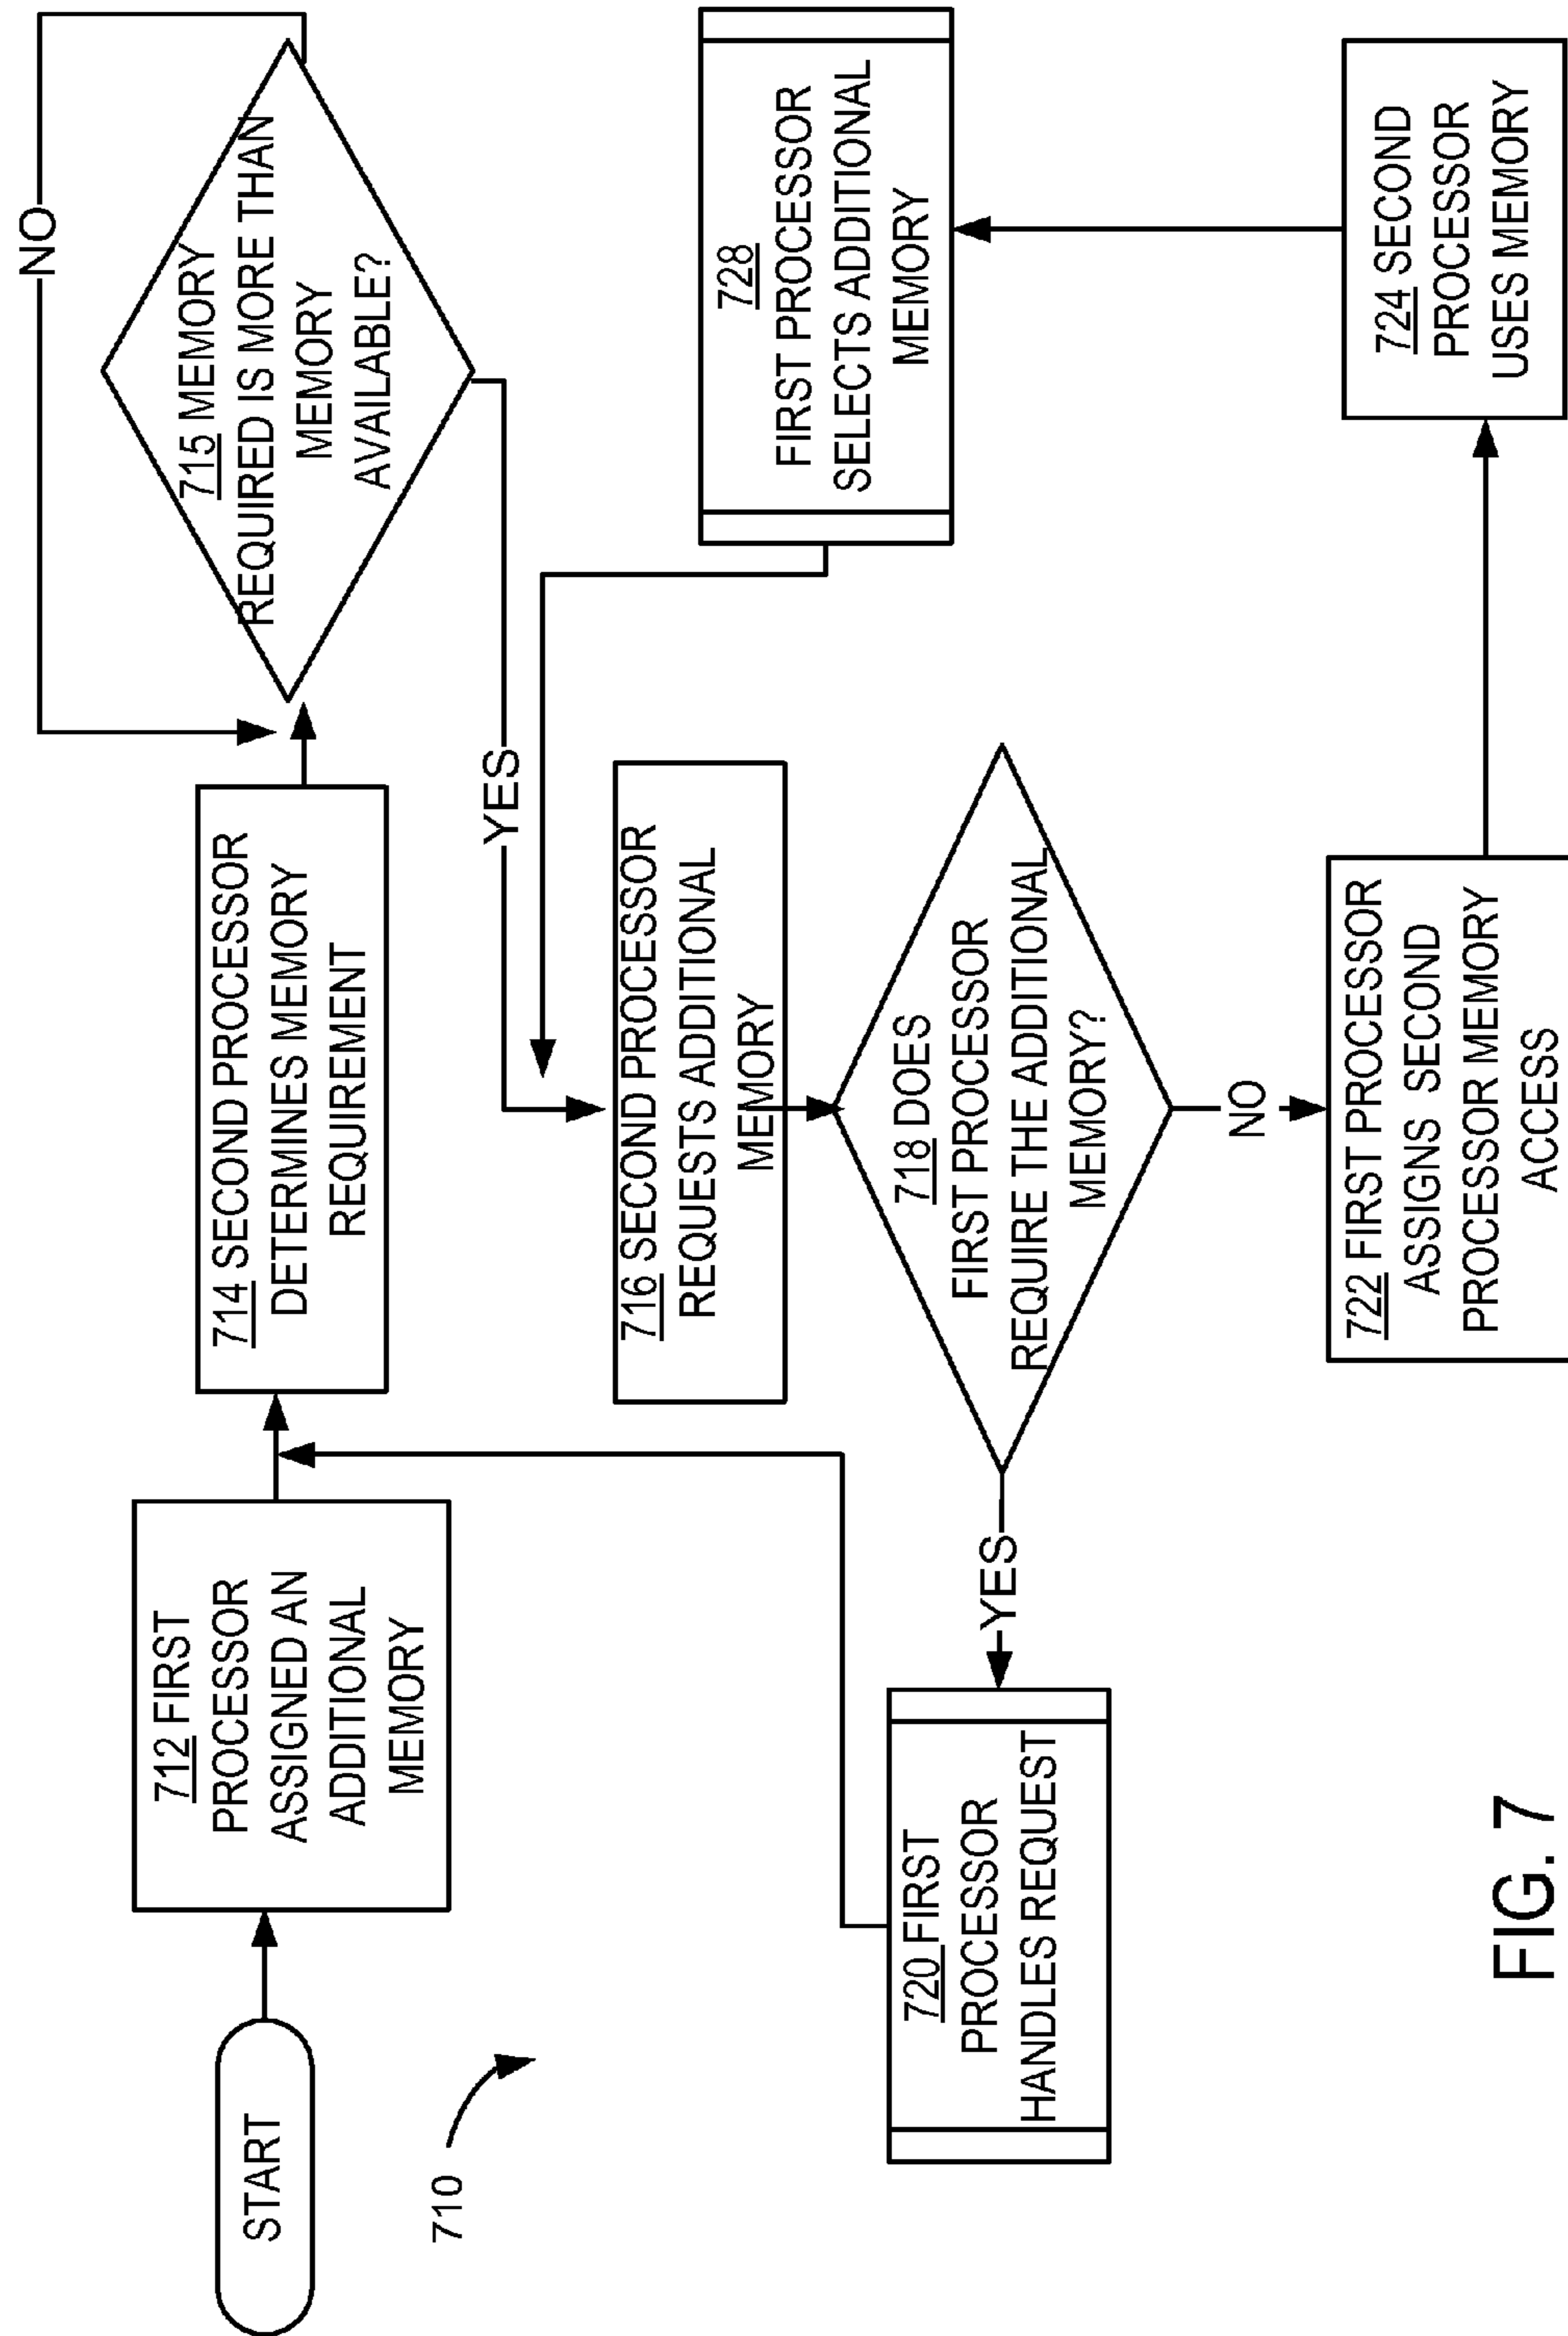 START
710
712 FIRST
PROCESSOR
ASSIGNED AN
ADDITIONAL
MEMORY
714 SECOND PROCESSOR
DETERMINES MEMORY
REQUIREMENT
715 MEMORY
REQUIRED IS MORE THAN
MEMORY
AVAILABLE?
NO
YES
716 SECOND PROCESSOR
REQUESTS ADDITIONAL
MEMORY
718 DOES
FIRST PROCESSOR
REQUIRE THE ADDITIONAL
MEMORY?
YES
720 FIRST
PROCESSOR
HANDLES REQUEST
NO
722 FIRST PROCESSOR
ASSIGNS SECOND
PROCESSOR MEMORY
ACCESS
724 SECOND
PROCESSOR
USES MEMORY
728
FIRST PROCESSOR
SELECTS ADDITIONAL
MEMORY
FIG. 7